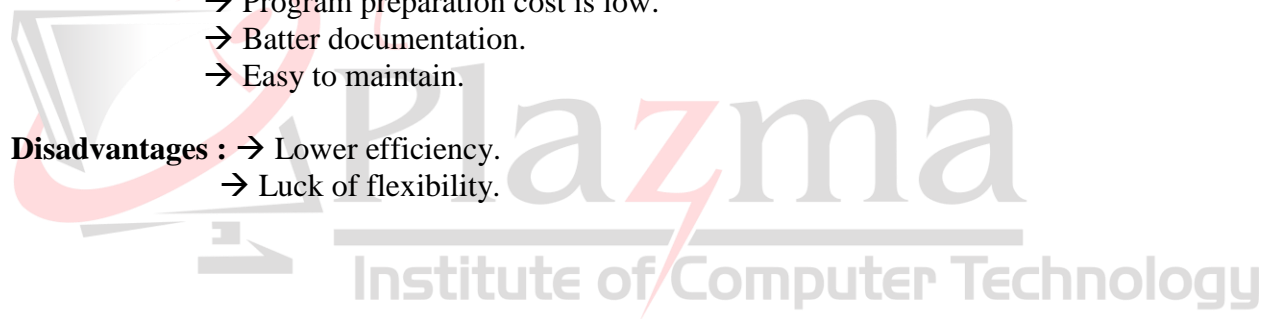 → Program preparation cost is low.
→ Batter documentation.
→ Easy to maintain.
Disadvantages : → Lower efficiency.
→ Luck of flexibility.
Plazma
Institute of Computer Technology